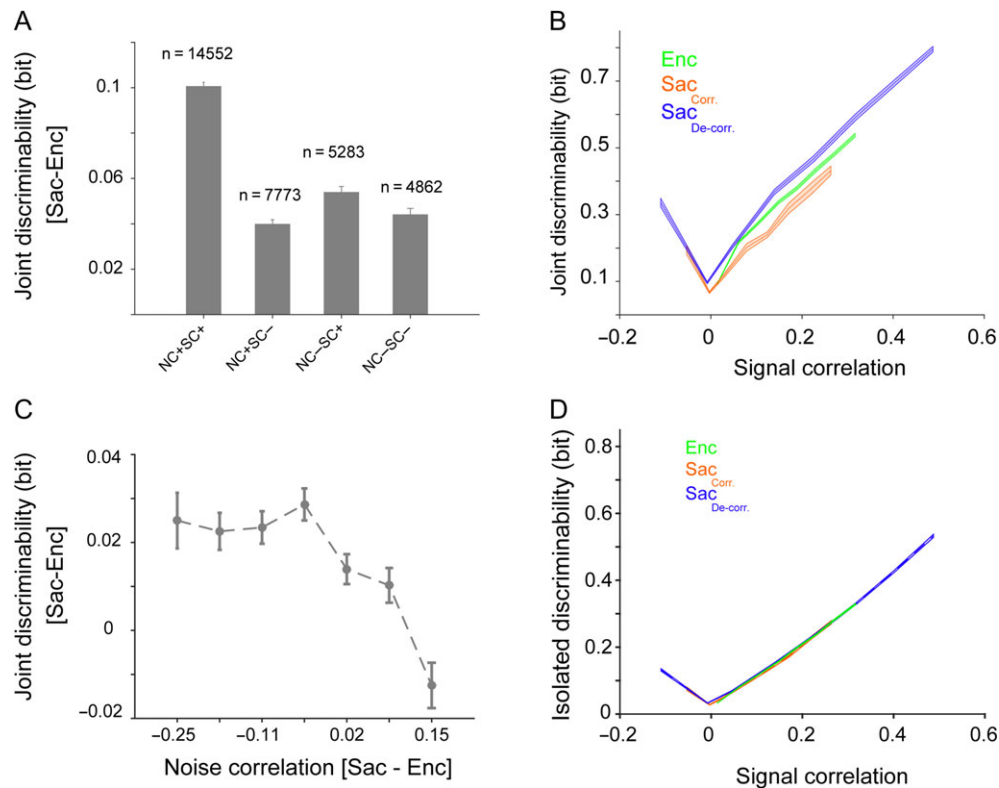 A
Joint discriminability (bit)
[Sac-Enc]
0.1
0.06
0.02
n = 14552
n = 7773
n = 5283
n = 4862
NC+SC+
NC+SC−
NC−SC+
NC−SC−
B
Joint discriminability (bit)
0.7
0.5
0.3
0.1
Enc
Sac Corr.
Sac De-corr.
−0.2 0 0.2 0.4 0.6
Signal correlation
C
Joint discriminability (bit)
[Sac-Enc]
0.04
0.02
0
−0.02
−0.25 −0.11 0.02 0.15
Noise correlation [Sac - Enc]
D
Isolated discriminability (bit)
0.8
0.6
0.4
0.2
0
Enc
Sac Corr.
Sac De-corr.
−0.2 0 0.2 0.4 0.6
Signal correlation